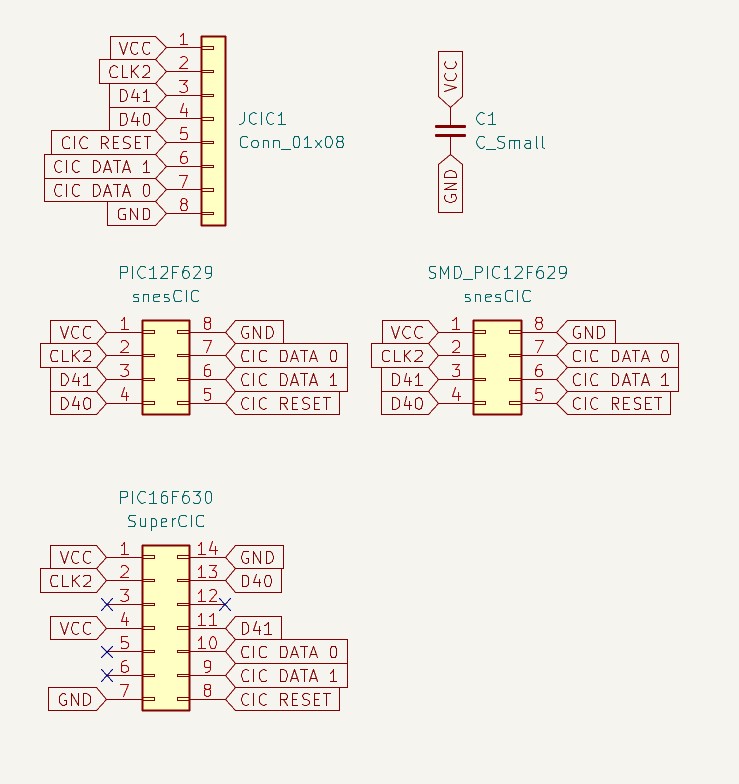 VCC 1
CLK2 2
D41 3
D40 4
CIC RESET 5
CIC DATA 1 6
CIC DATA 0 7
GND 8
JCIC1
Conn_01x08
VCC
C1
C_Small
GND
PIC12F629
snesCIC
VCC 1 8 GND
CLK2 2 7 CIC DATA 0
D41 3 6 CIC DATA 1
D40 4 5 CIC RESET
SMD_PIC12F629
snesCIC
VCC 1 8 GND
CLK2 2 7 CIC DATA 0
D41 3 6 CIC DATA 1
D40 4 5 CIC RESET
PIC16F630
SuperCIC
VCC 1 14 GND
CLK2 2 13 D40
3 12
VCC 4 11 D41
5 10 CIC DATA 0
6 9 CIC DATA 1
GND 7 8 CIC RESET